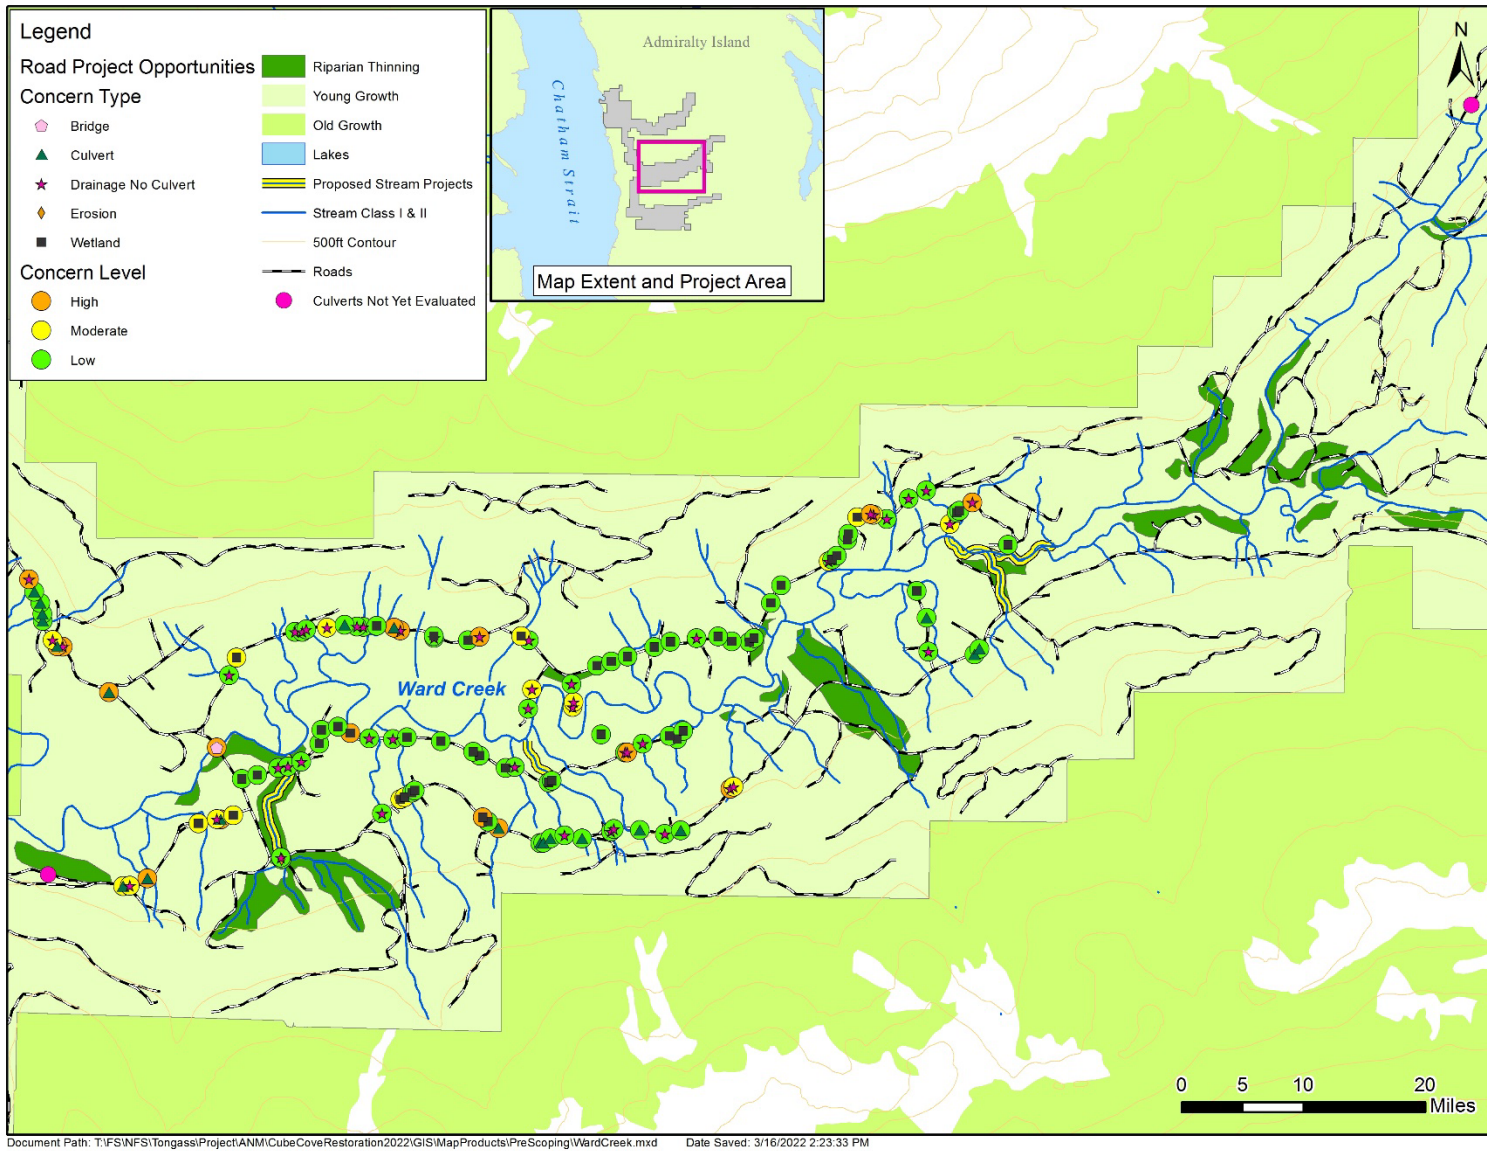 Legend
Road Project Opportunities
Concern Type
Bridge
Culvert
Drainage No Culvert
Erosion
Wetland
Concern Level
High
Moderate
Low
Riparian Thinning
Young Growth
Old Growth
Lakes
Proposed Stream Projects
Stream Class I & II
500ft Contour
Roads
Culverts Not Yet Evaluated
Admiralty Island
Chatham Strait
Map Extent and Project Area
N
Ward Creek
0 5 10 20
Miles
Document Path: T:\FS\NFS\Tongass\Project\ANM\CubeCoveRestoration2022\GIS\MapProducts\PreScoping\WardCreek.mxd Date Saved: 3/16/2022 2:23:33 PM